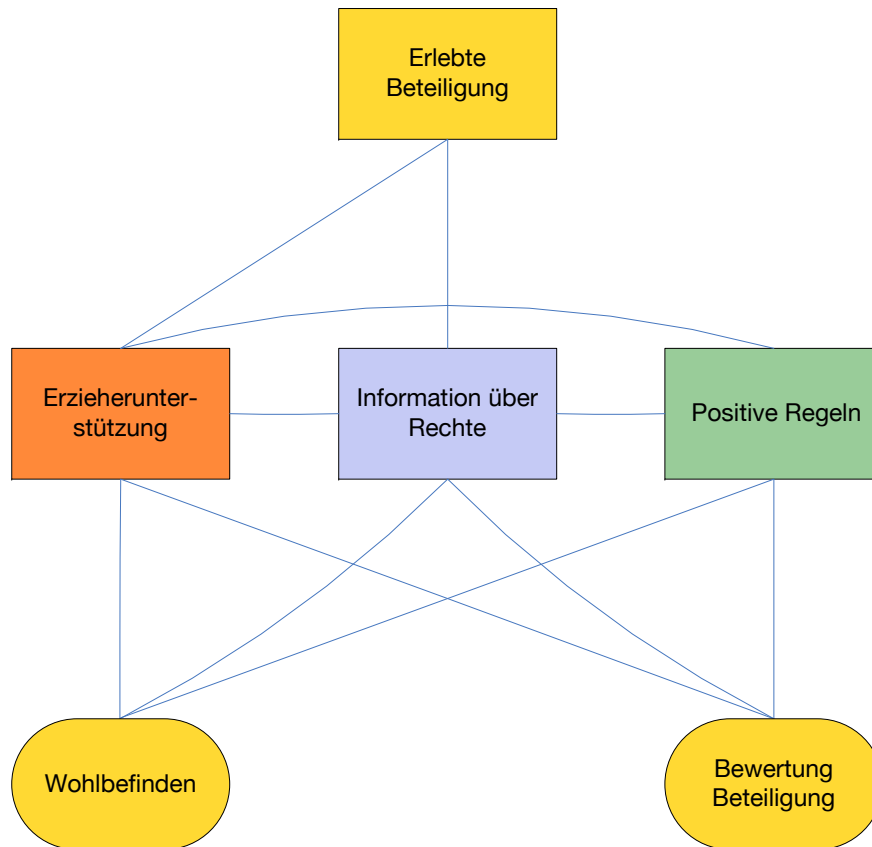 Erlebte
Beteiligung
Erzieherunter-
stützung
Information über
Rechte
Positive Regeln
Wohlbefinden
Bewertung
Beteiligung